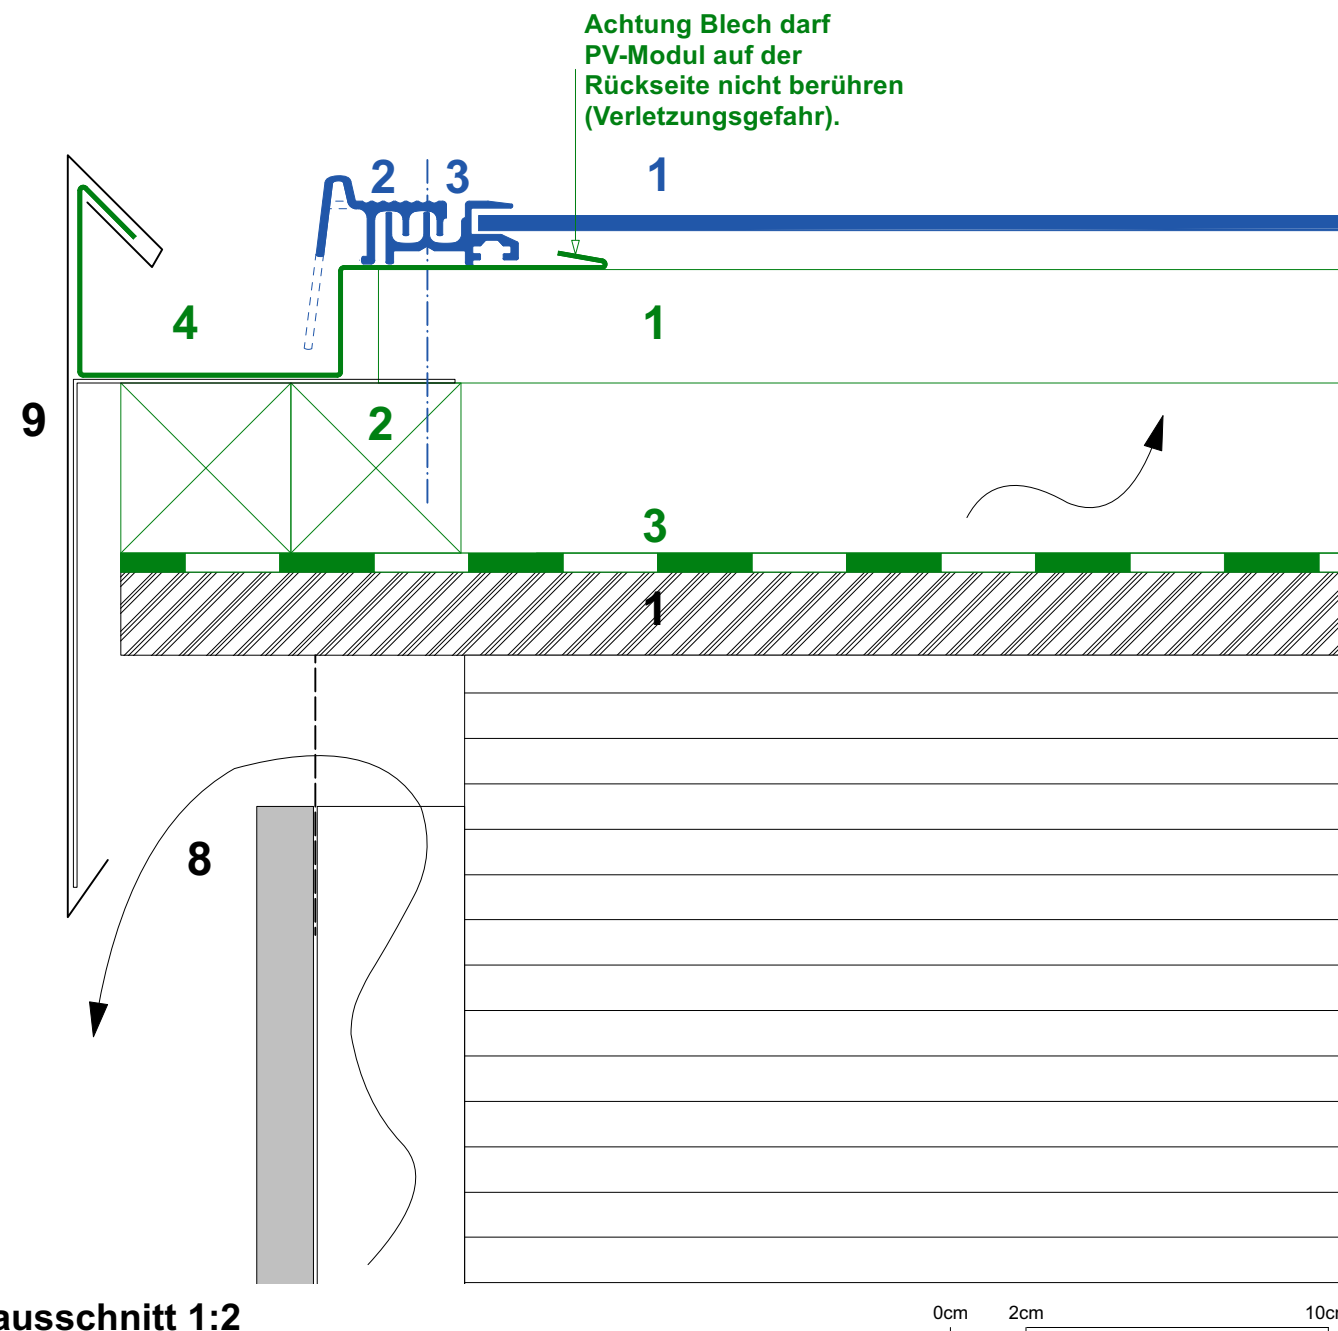 Achtung Blech darf
PV-Modul auf der
Rückseite nicht berühren
(Verletzungsgefahr).
2 3 1
4 1
9 2
3
1
8
ausschnitt 1:2
0cm 2cm 10cm